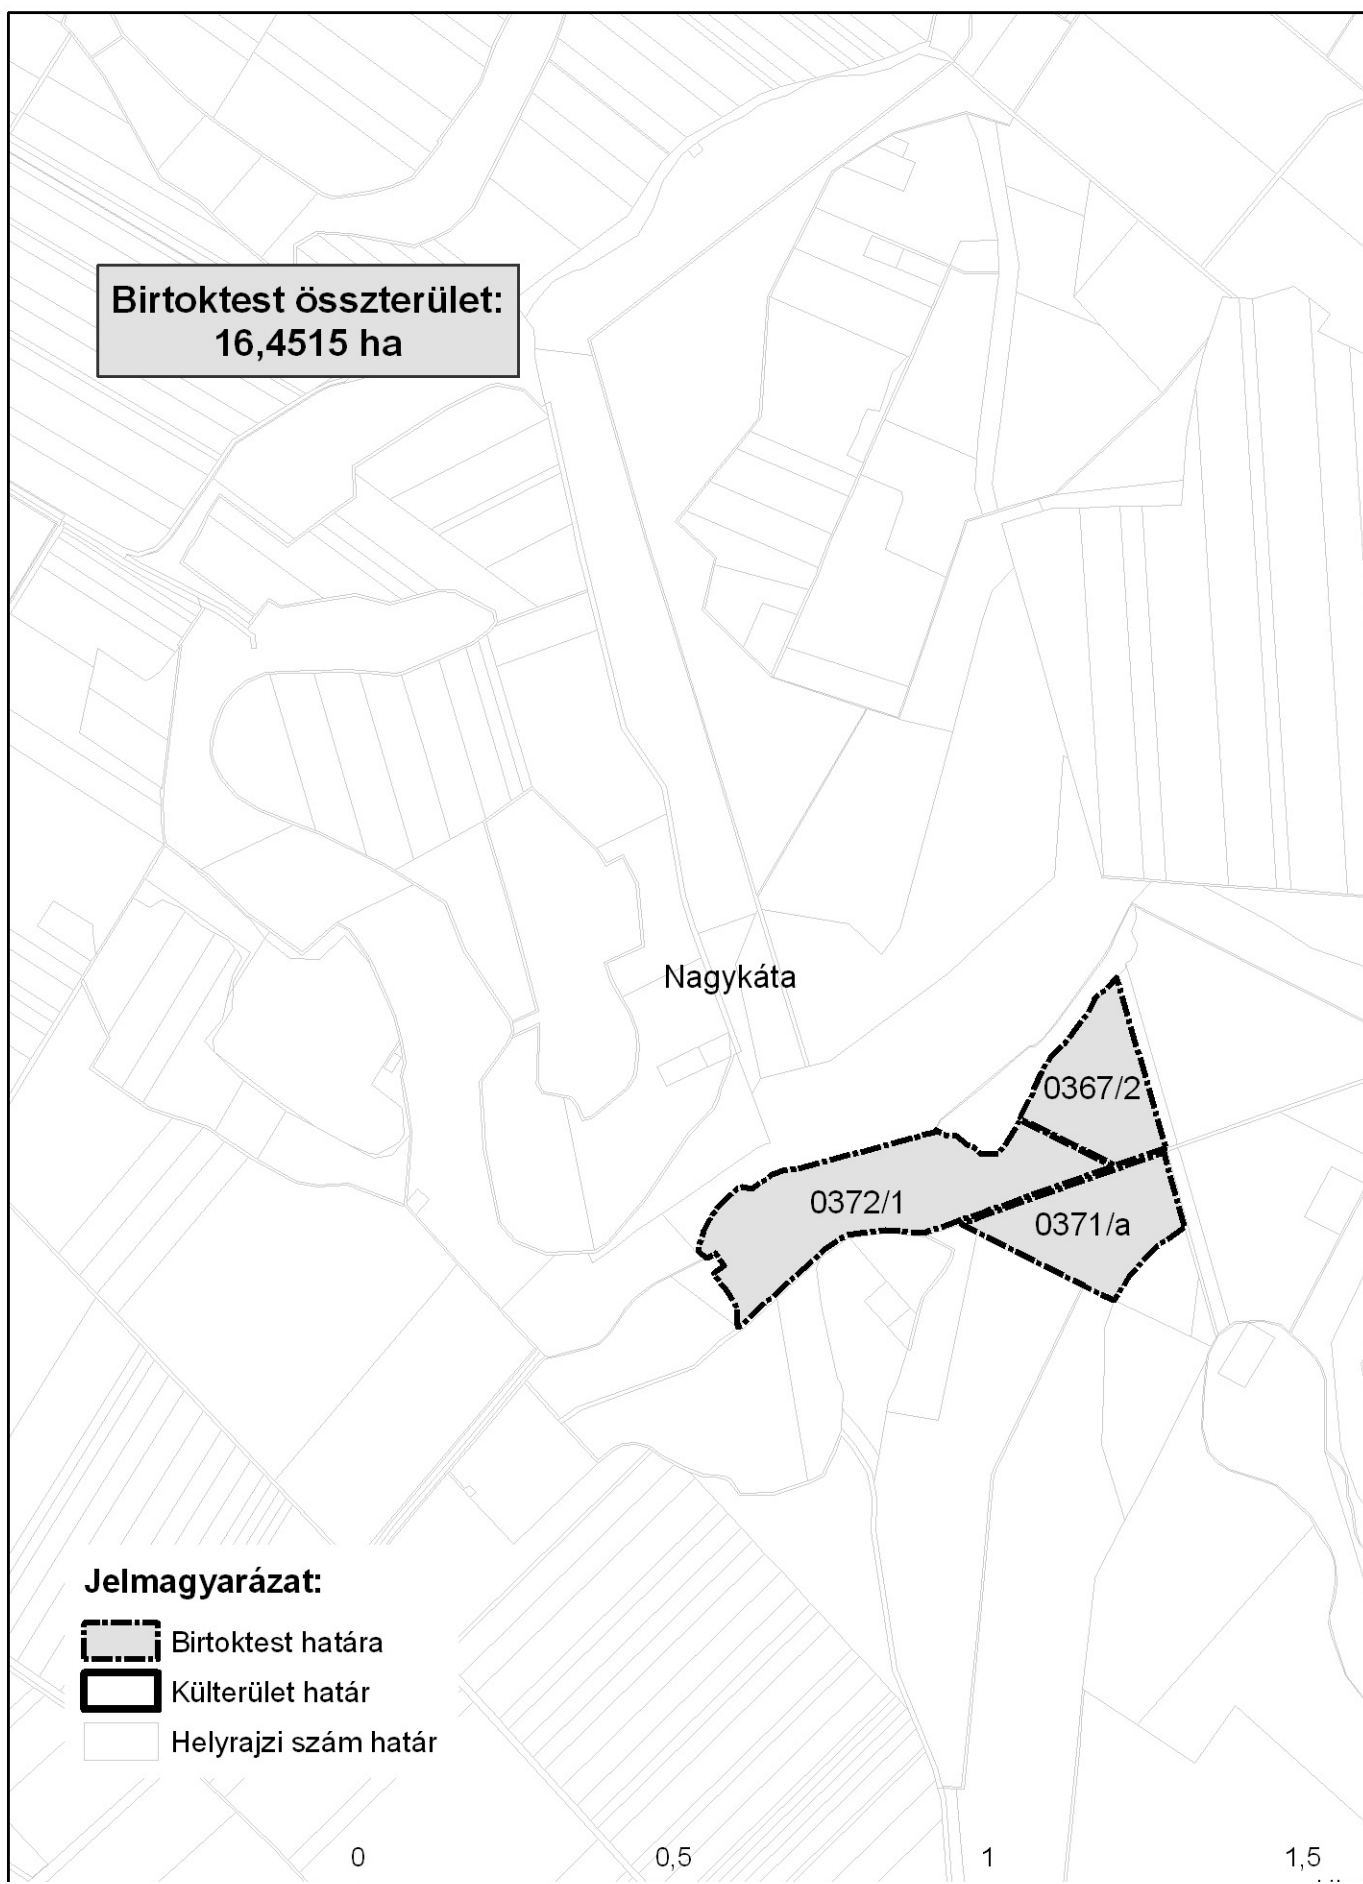 Birtoktest összterület:
16,4515 ha
Nagykáta
0367/2
0372/1
0371/a
Jelmagyarázat:
Birtoktest határa
Külterület határ
Helyrajzi szám határ
0 0,5 1 1,5